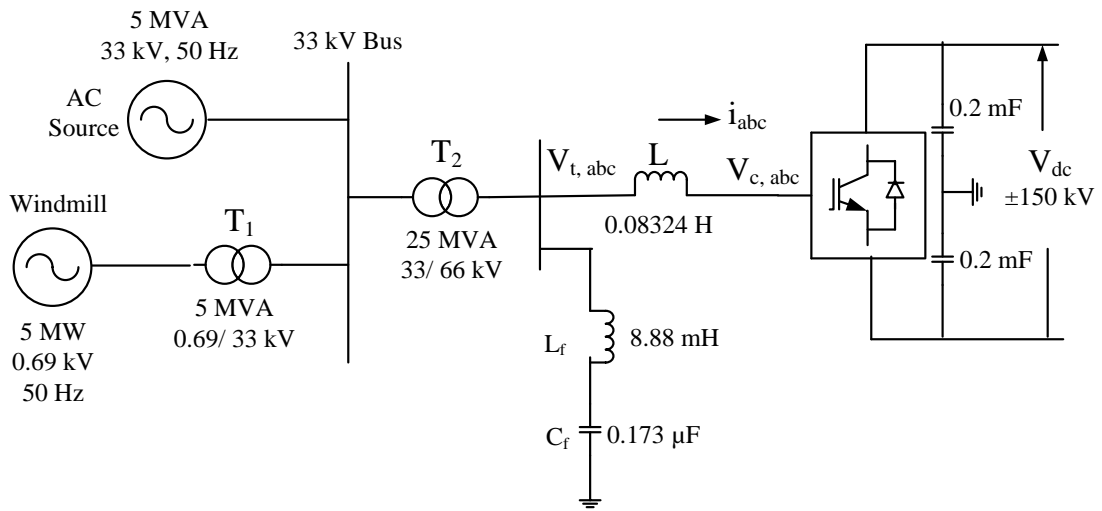 5 MVA
33 kV, 50 Hz
AC
Source
33 kV Bus
Windmill
5 MW
0.69 kV
50 Hz
T1
5 MVA
0.69/ 33 kV
T2
25 MVA
33/ 66 kV
Vt, abc
L
0.08324 H
iabc
Vc, abc
Lf
8.88 mH
Cf
0.173 µF
0.2 mF
0.2 mF
Vdc
±150 kV